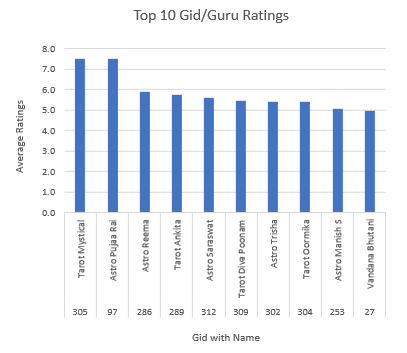 Top 10 Gid/Guru Ratings
Average Ratings
8.0
7.0
6.0
5.0
4.0
3.0
2.0
1.0
0.0
Tarot Mystical
Astro Pujaa Rai
Astro Reema
Tarot Ankita
Astro Saraswat
Tarot Diva Poonam
Astro Trisha
Tarot Oormika
Astro Manish S
Vandana Bhutani
305 97 286 289 312 309 302 304 253 27
Gid with Name